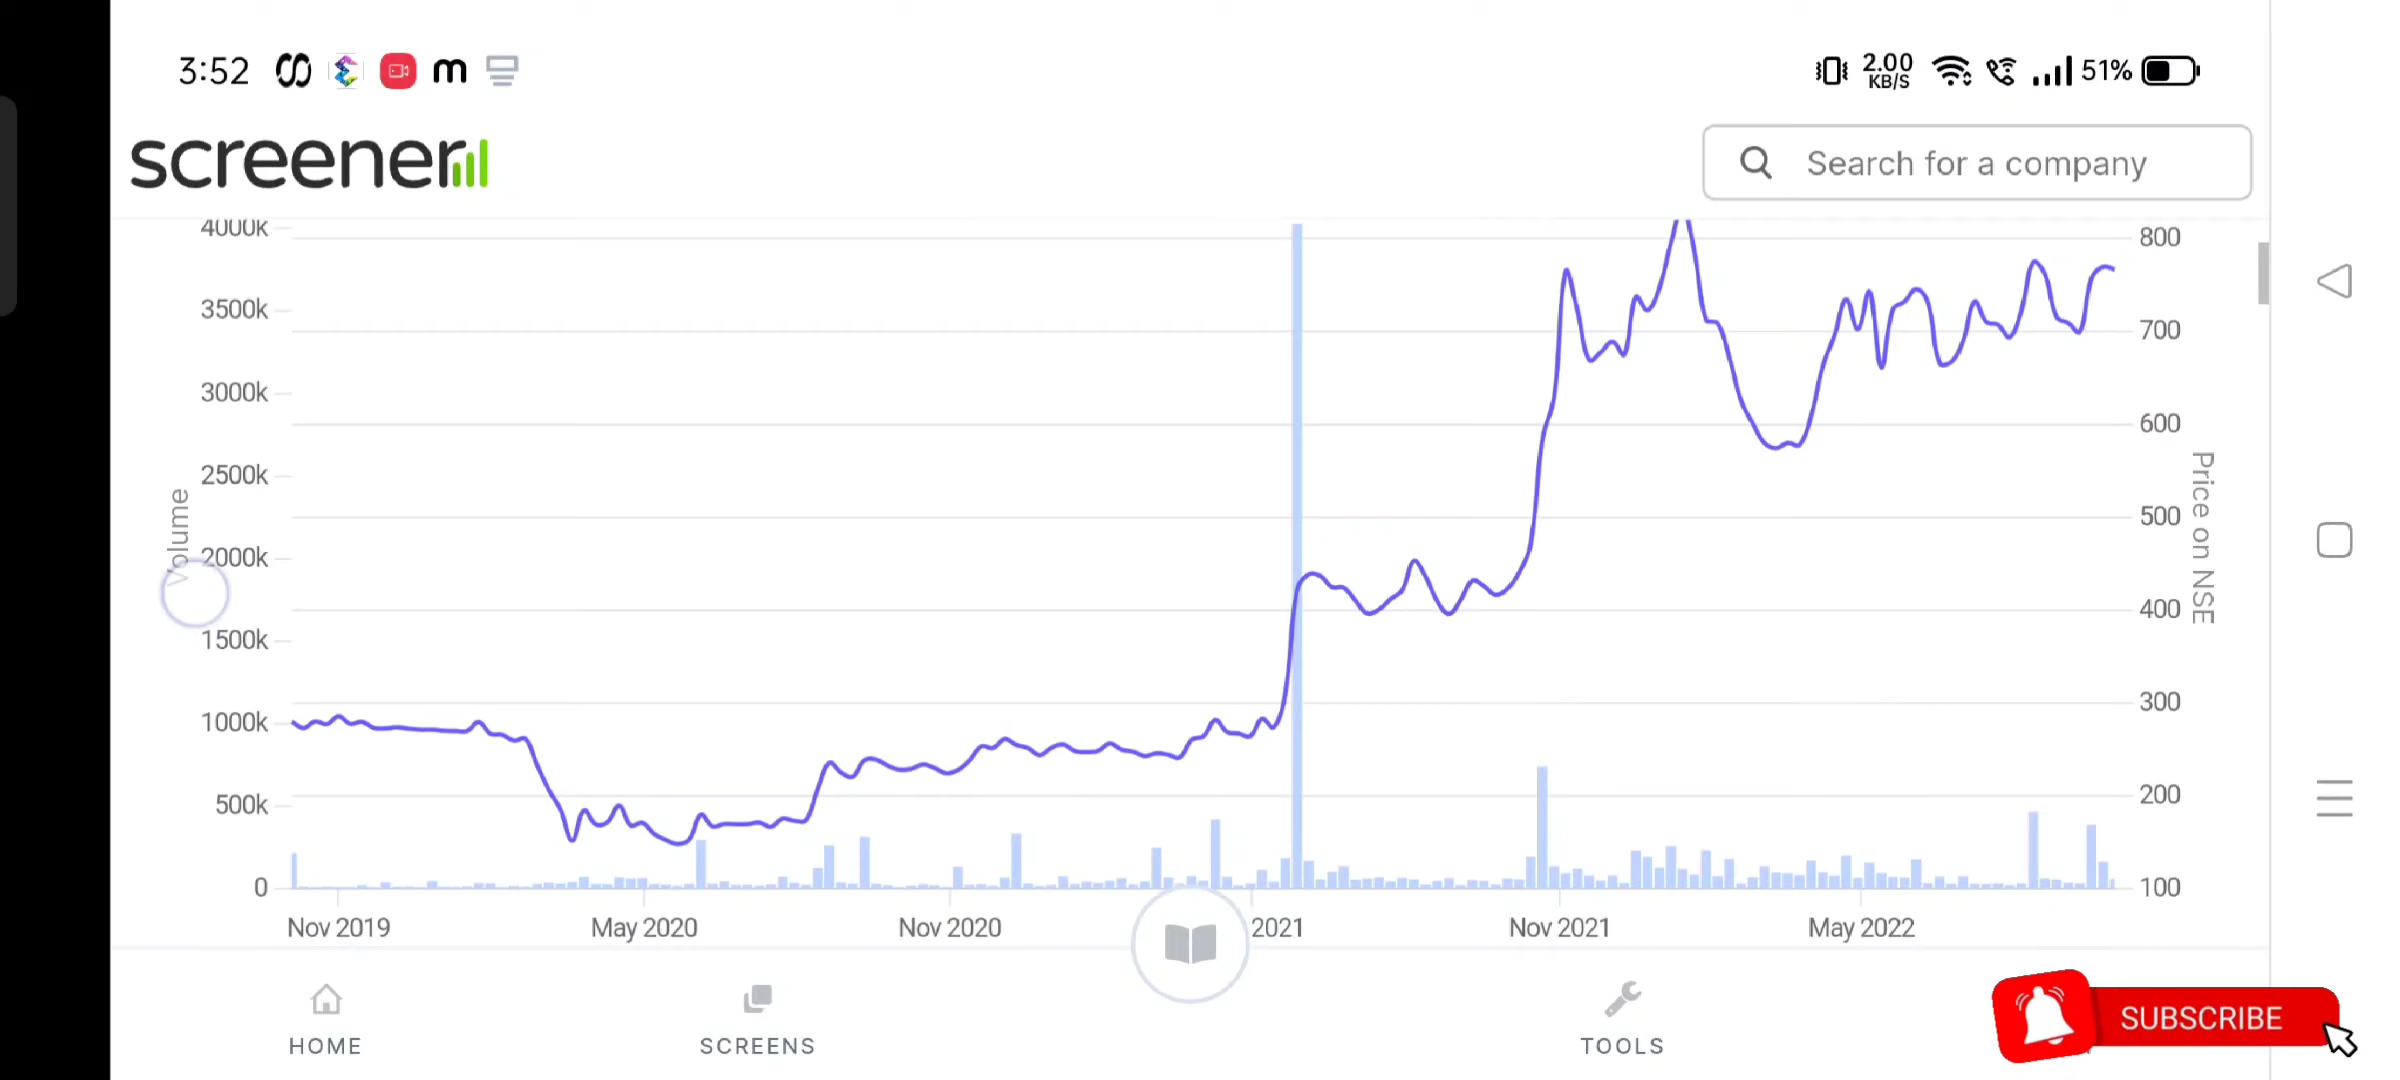 3:52 m 2.00 KB/S 51%
screener
Search for a company
4000k 800
3500k 700
3000k 600
2500k 500
2000k 400
1500k 300
1000k 200
500k 100
0
Volume
Price on NSE
Nov 2019 May 2020 Nov 2020 2021 Nov 2021 May 2022
HOME SCREENS TOOLS
SUBSCRIBE